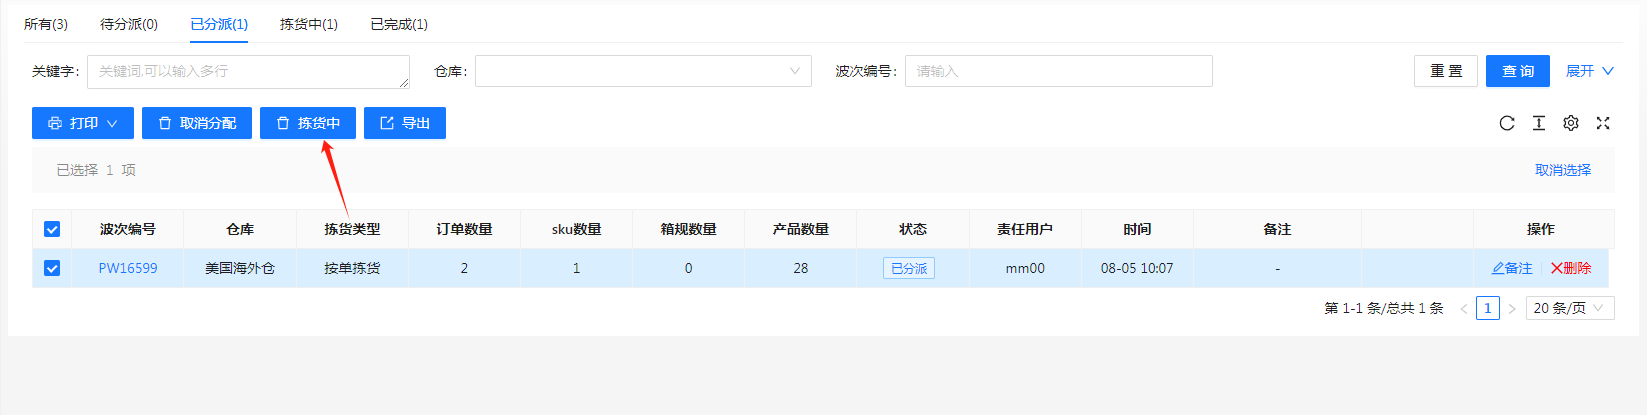 所有(3) 待分派(0) 已分派(1) 拣货中(1) 已完成(1)
关键字: 关键词,可以输入多行 仓库: 波次编号: 请输入 重 置 查 询 展开
打印 取消分配 拣货中 导出
已选择 1 项 取消选择
波次编号 仓库 拣货类型 订单数量 sku数量 箱规数量 产品数量 状态 责任用户 时间 备注 操作
PW16599 美国海外仓 按单拣货 2 1 0 28 已分派 mm00 08-05 10:07 - 备注 删除
第 1-1 条/总共 1 条 1 20 条/页